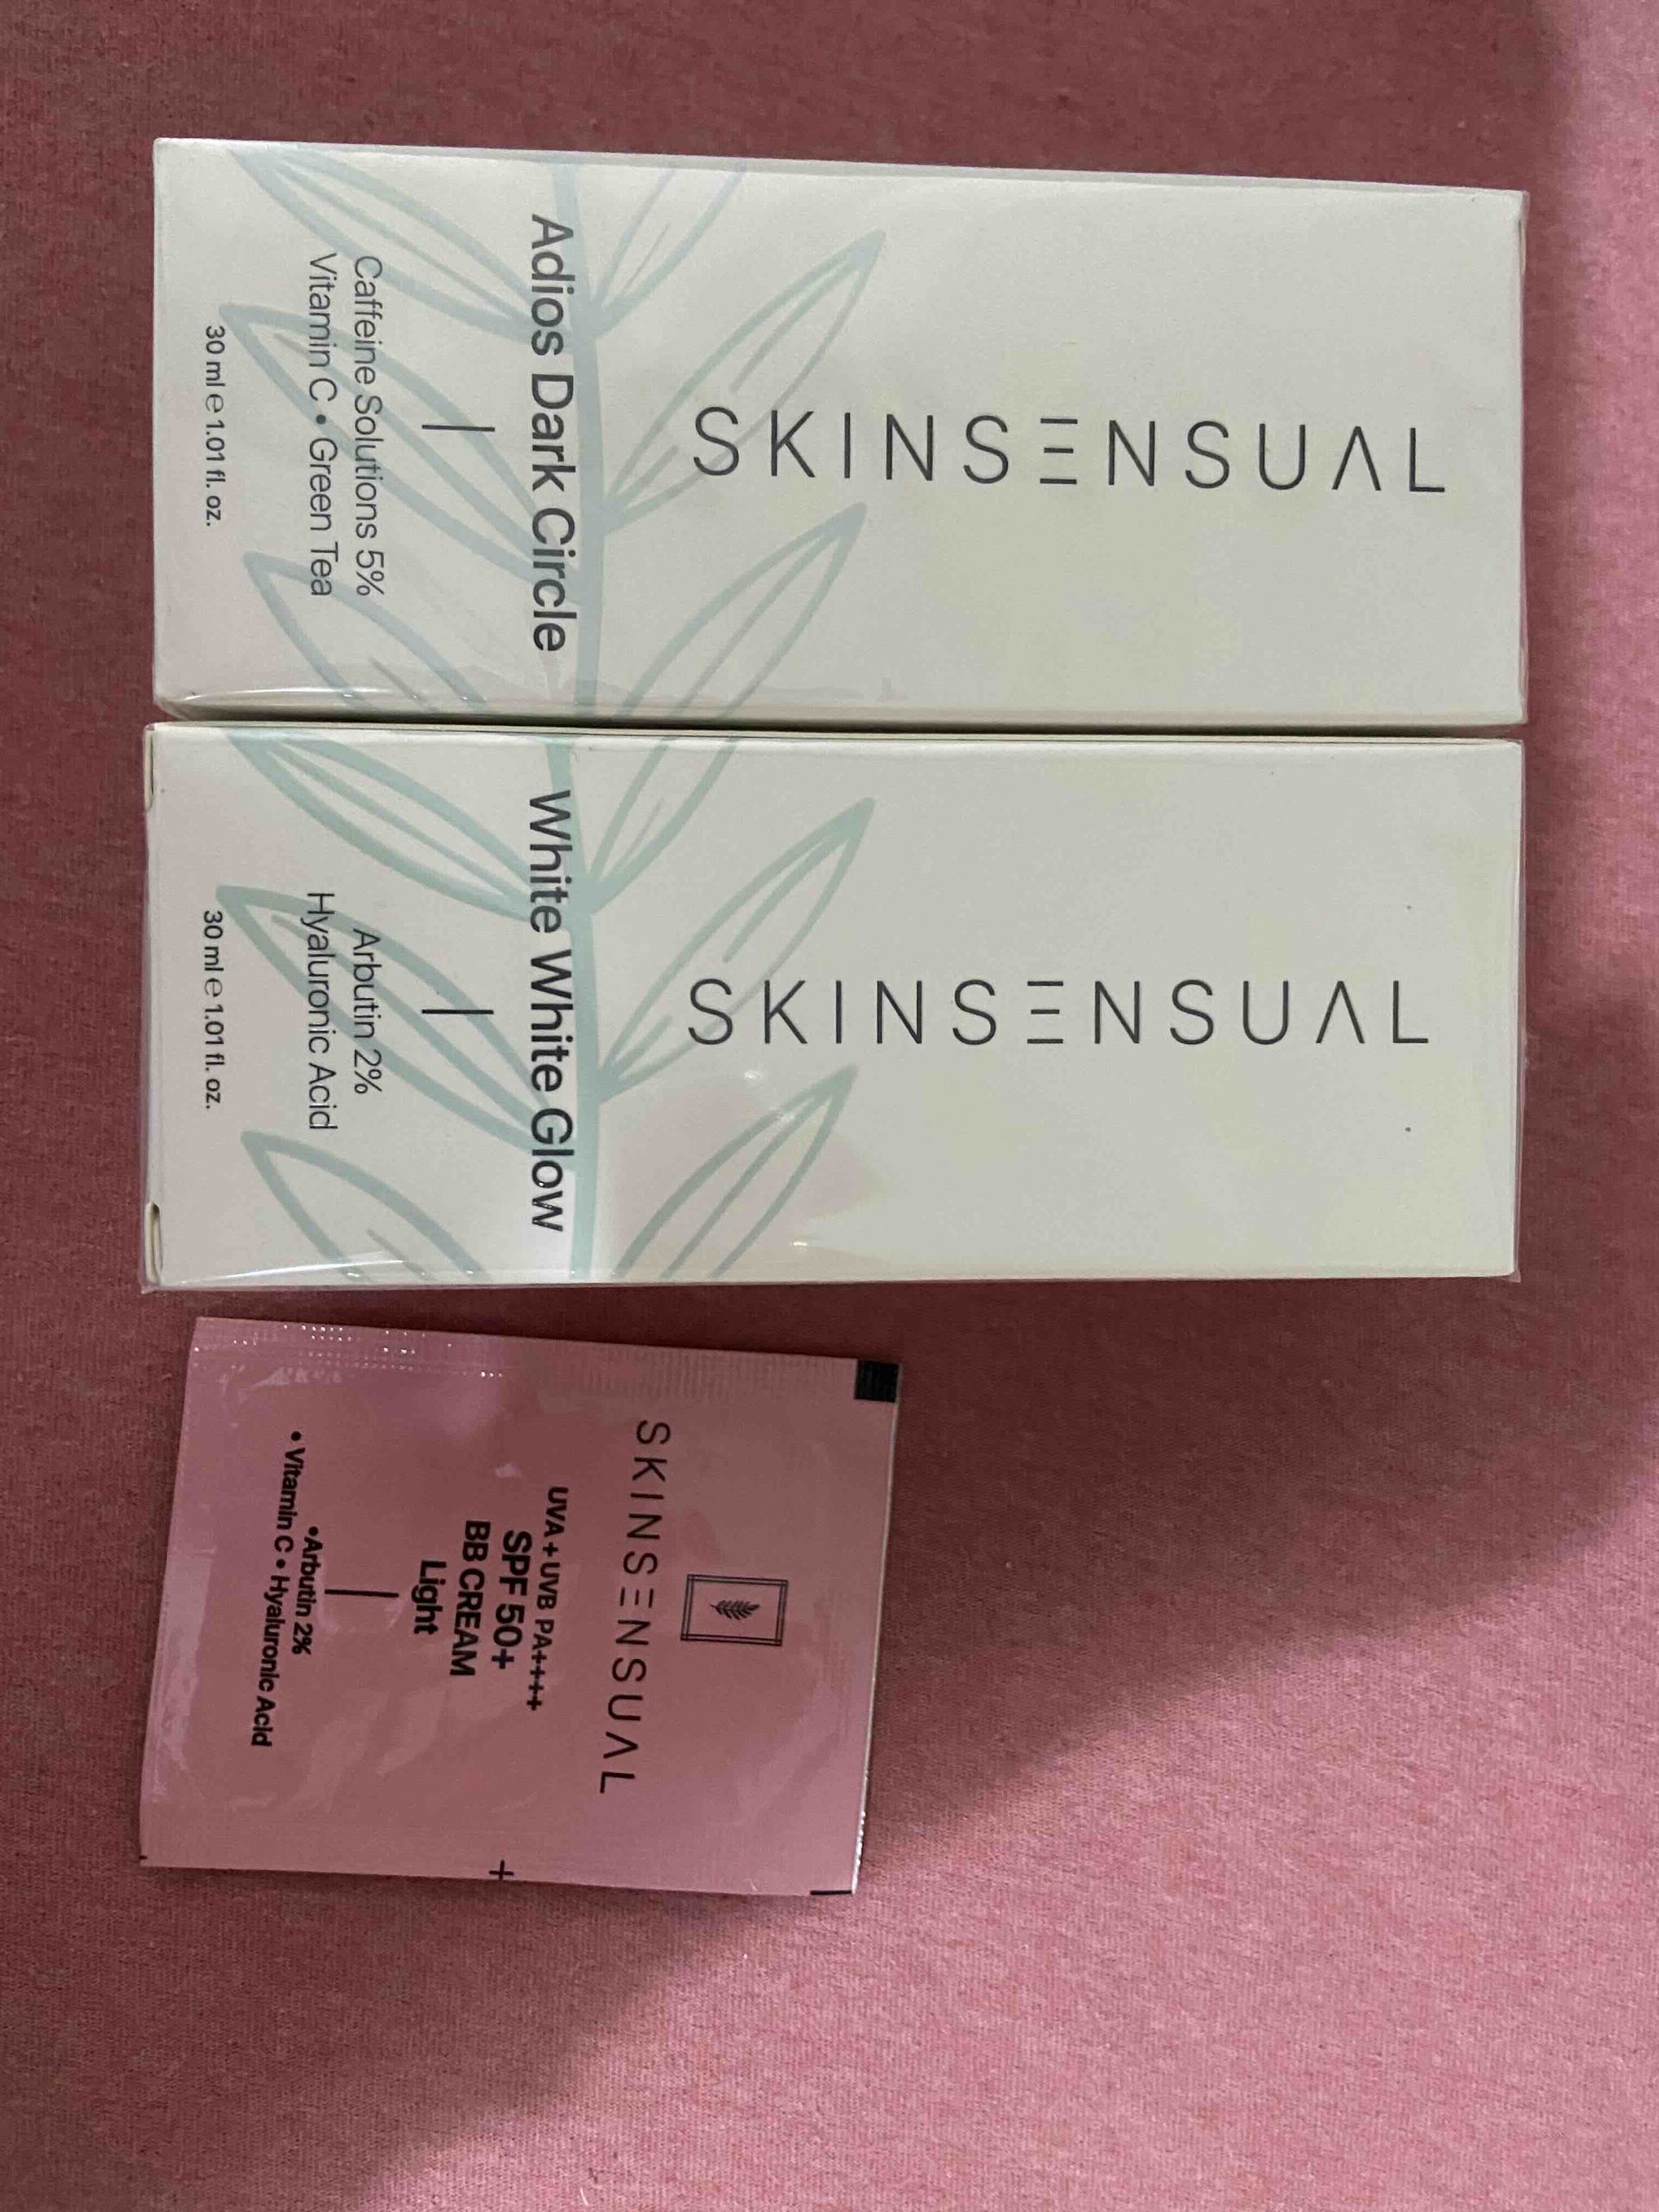 SKINSENSUAL
Adios Dark Circle
Caffeine Solutions 5%
Vitamin C • Green Tea
30 ml e 1.01 fl. oz.
SKINSENSUAL
White White Glow
Arbutin 2%
Hyaluronic Acid
30 ml e 1.01 fl. oz.
SKINSENSUAL
UVA + UVB PA++++
SPF 50+
BB CREAM
Light
•Arbutin 2%
• Vitamin C • Hyaluronic Acid